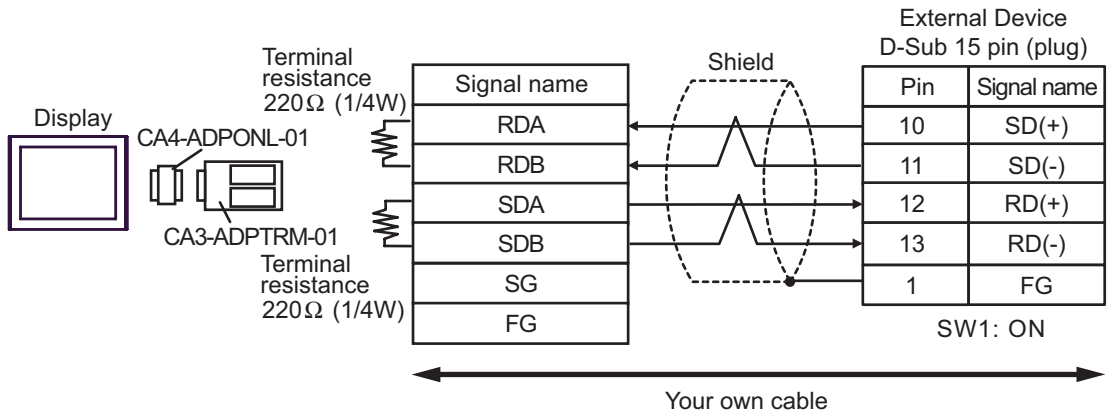 External Device
D-Sub 15 pin (plug)
Terminal
resistance
220Ω (1/4W)
Shield
Display
CA4-ADPONL-01
CA3-ADPTRM-01
Terminal
resistance
220Ω (1/4W)
Signal name
RDA
RDB
SDA
SDB
SG
FG
Pin Signal name
10 SD(+)
11 SD(-)
12 RD(+)
13 RD(-)
1 FG
SW1: ON
Your own cable